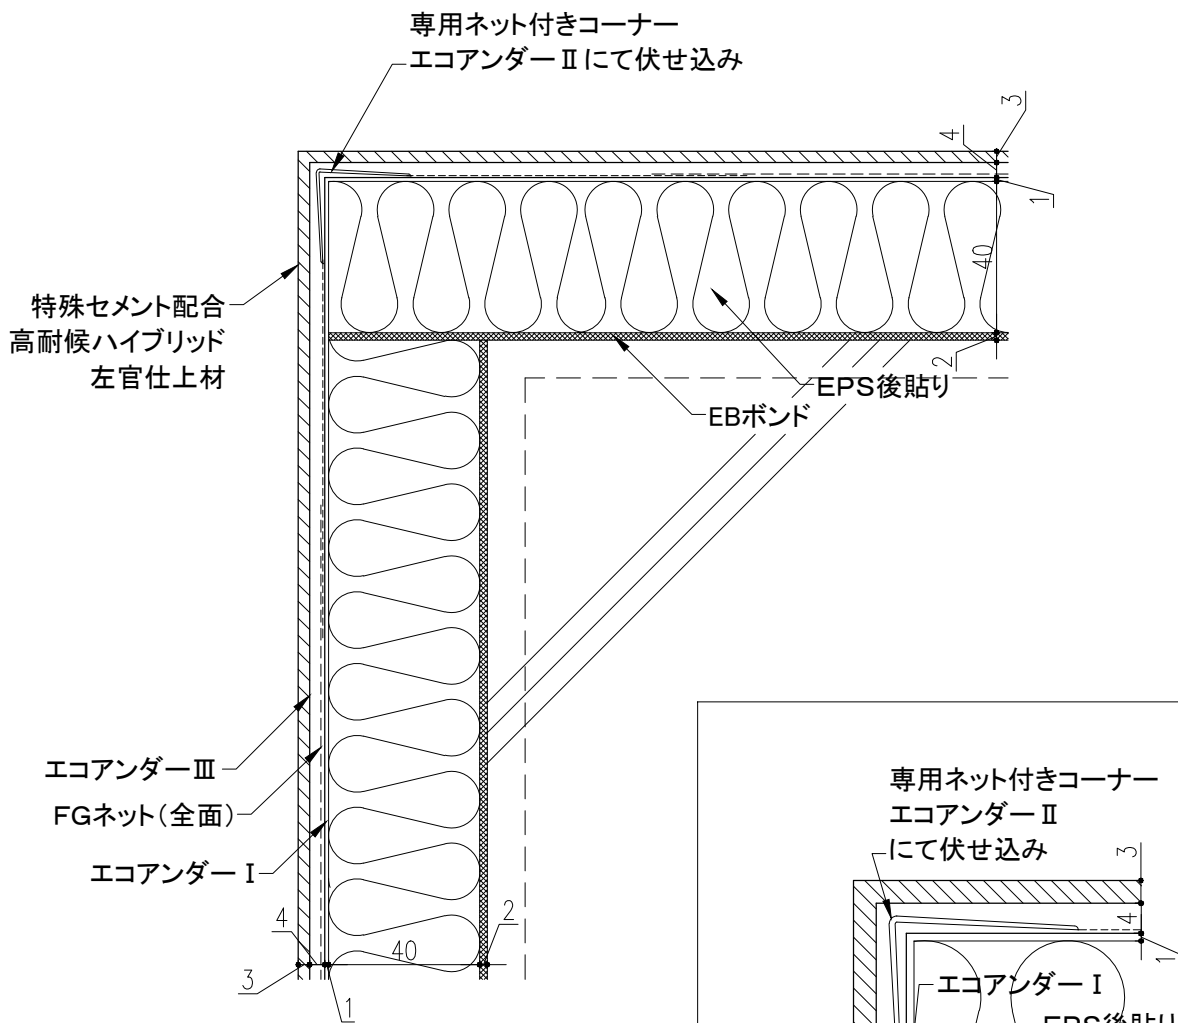 専用ネット付きコーナー
エコアンダーⅡにて伏せ込み
3
4
1
40
2
特殊セメント配合
高耐候ハイブリッド
左官仕上材
EPS後貼り
EBボンド
エコアンダーⅢ
FGネット(全面)
エコアンダーⅠ
4
40
2
3
1
専用ネット付きコーナー
エコアンダーⅡ
にて伏せ込み
3
4
1
エコアンダーⅠ
EPS後貼り